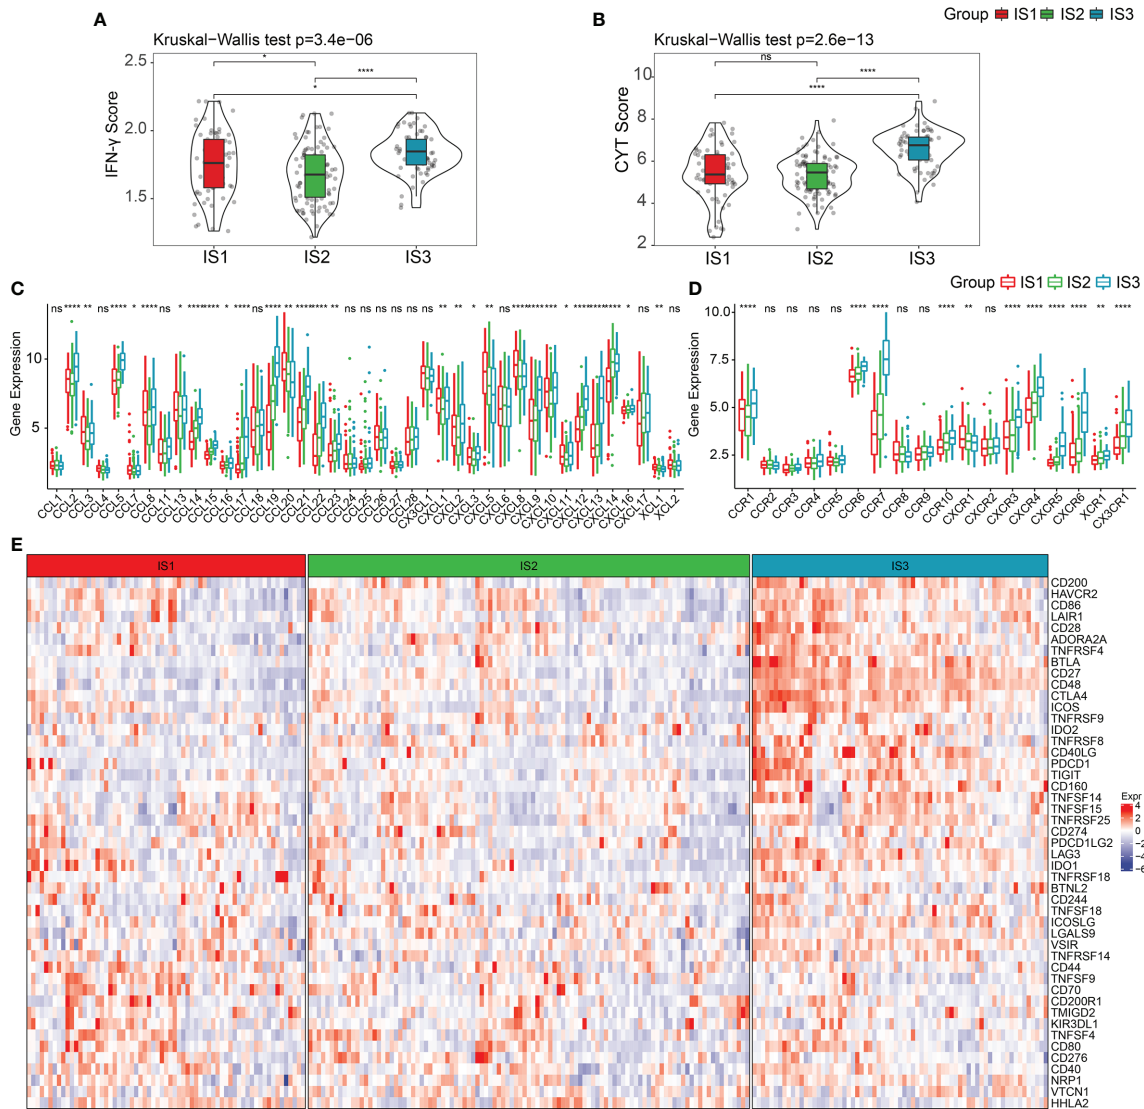 A
B
Group IS1 IS2 IS3
Kruskal−Wallis test p=3.4e−06
Kruskal−Wallis test p=2.6e−13
IFN-γ Score
2.5
2.0
1.5
*
****
*
IS1 IS2 IS3
CYT Score
10
8
6
4
2
ns
****
****
IS1 IS2 IS3
C
D
Group IS1 IS2 IS3
Gene Expression
10
5
CCL1 CCL2 CCL3 CCL4 CCL5 CCL7 CCL8 CCL11 CCL13 CCL14 CCL15 CCL16 CCL17 CCL18 CCL19 CCL20 CCL21 CCL22 CCL23 CCL24 CCL25 CCL26 CCL27 CCL28 CX3CL1 CXCL1 CXCL2 CXCL3 CXCL5 CXCL6 CXCL8 CXCL9 CXCL10 CXCL11 CXCL12 CXCL13 CXCL14 CXCL16 CXCL17 XCL1 XCL2
Gene Expression
10.0
7.5
5.0
2.5
**** ns ns ns ns **** **** ns ns **** ** ns **** **** **** **** ** ****
CCR1 CCR2 CCR3 CCR4 CCR5 CCR6 CCR7 CCR8 CCR9 CCR10 CXCR1 CXCR2 CXCR3 CXCR4 CXCR5 CXCR6 XCR1 CX3CR1
E
IS1 IS2 IS3
CD200
HAVCR2
CD86
LAIR1
CD28
ADORA2A
TNFRSF4
BTLA
CD27
CD48
CTLA4
ICOS
TNFRSF9
IDO2
TNFRSF8
CD40LG
PDCD1
TIGIT
CD160
TNFSF14
TNFSF15
TNFRSF25
CD274
PDCD1LG2
LAG3
IDO1
TNFRSF18
BTNL2
CD244
TNFSF18
ICOSLG
LGALS9
VSIR
TNFRSF14
CD44
TNFSF9
CD70
CD200R1
TMIGD2
KIR3DL1
TNFSF4
CD80
CD276
CD40
NRP1
VTCN1
HHLA2
Expr
4
2
0
−2
−4
−6